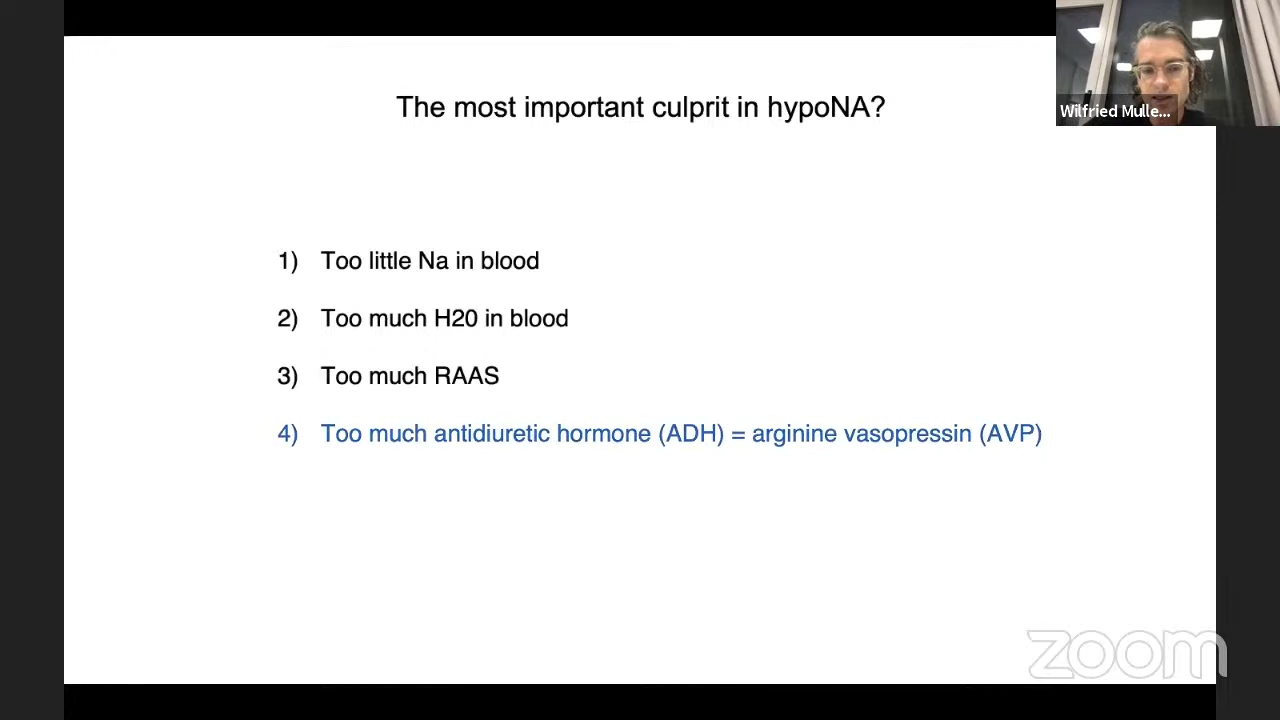 The most important culprit in hypoNA?
Wilfried Mulle...
1) Too little Na in blood
2) Too much H20 in blood
3) Too much RAAS
4) Too much antidiuretic hormone (ADH) = arginine vasopressin (AVP)
zoom